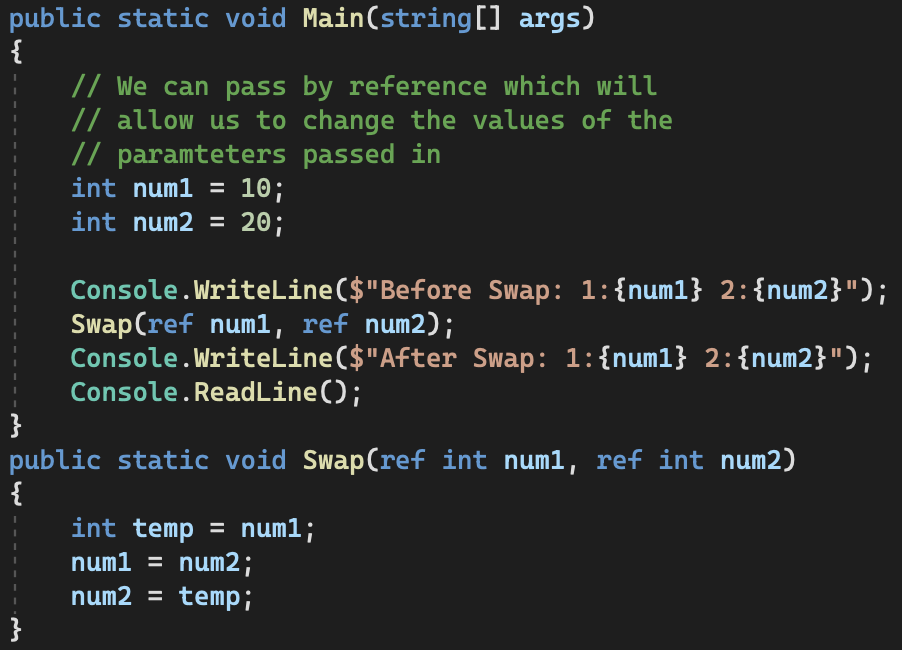 public static void Main(string[] args)
{
    // We can pass by reference which will
    // allow us to change the values of the
    // paramteters passed in
    int num1 = 10;
    int num2 = 20;

    Console.WriteLine($"Before Swap: 1:{num1} 2:{num2}");
    Swap(ref num1, ref num2);
    Console.WriteLine($"After Swap: 1:{num1} 2:{num2}");
    Console.ReadLine();
}
public static void Swap(ref int num1, ref int num2)
{
    int temp = num1;
    num1 = num2;
    num2 = temp;
}